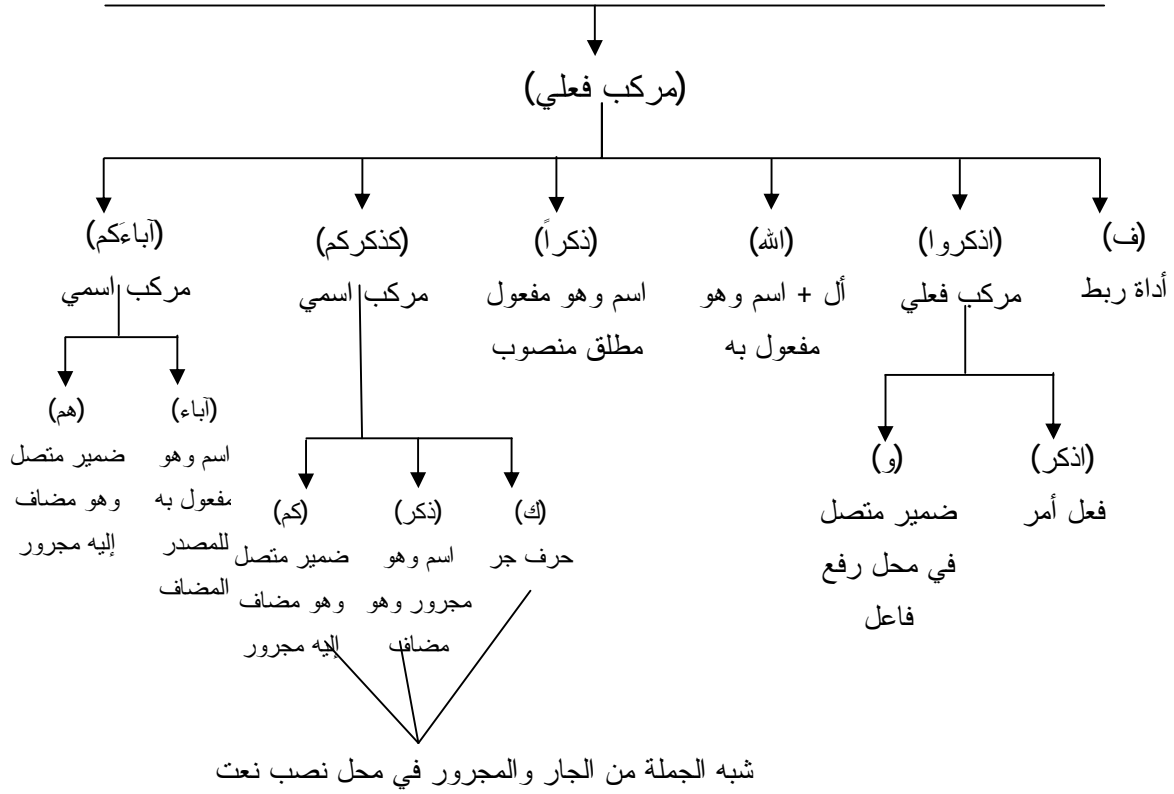 (مركب فعلي)
(ف)
أداة ربط
(اذكروا)
مركب فعلي
(الله)
أل + اسم وهو
مفعول به
(ذكراً)
اسم وهو مفعول
مطلق منصوب
(كذكركم)
مركب اسمي
(آباءَكم)
مركب اسمي
(اذكر)
فعل أمر
(و)
ضمير متصل
في محل رفع
فاعل
(ك)
حرف جر
(ذكر)
اسم وهو
مجرور وهو
مضاف
(كم)
ضمير متصل
وهو مضاف
إليه مجرور
(آباء)
اسم وهو
مفعول به
للمصدر
المضاف
(هم)
ضمير متصل
وهو مضاف
إليه مجرور
شبه الجملة من الجار والمجرور في محل نصب نعت